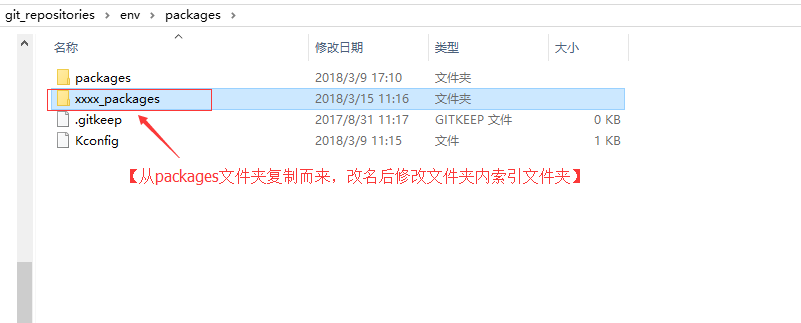 git_repositories > env > packages >
名称 修改日期 类型 大小
packages 2018/3/9 17:10 文件夹
xxxx_packages 2018/3/15 11:16 文件夹
.gitkeep 2017/8/31 11:17 GITKEEP 文件 0 KB
Kconfig 2018/3/9 11:15 文件 1 KB
【从packages文件夹复制而来，改名后修改文件夹内索引文件夹】